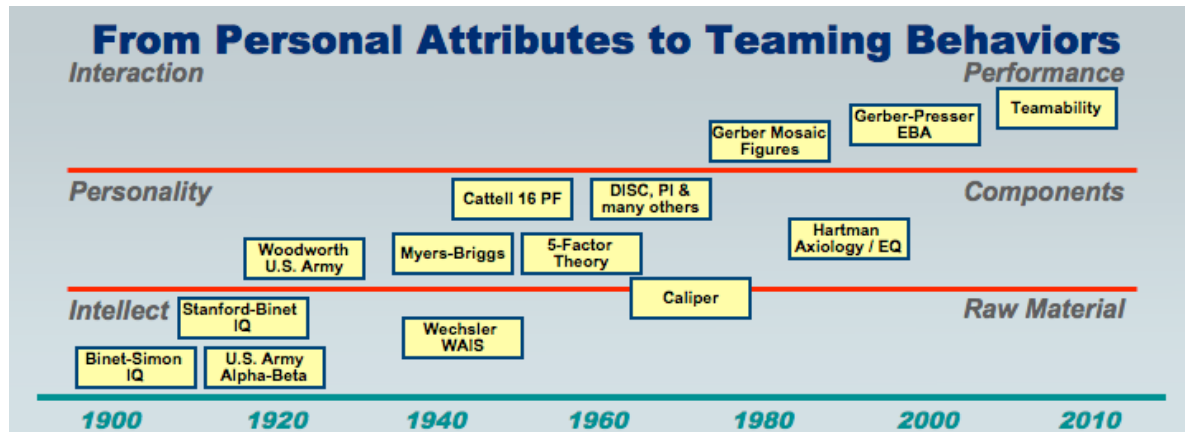 From Personal Attributes to Teaming Behaviors
Interaction
Performance
Teamability
Gerber-Presser
EBA
Gerber Mosaic
Figures
Personality
Components
Cattell 16 PF
DISC, PI &
many others
Hartman
Axiology / EQ
Woodworth
U.S. Army
Myers-Briggs
5-Factor
Theory
Intellect
Raw Material
Caliper
Stanford-Binet
IQ
Wechsler
WAIS
Binet-Simon
IQ
U.S. Army
Alpha-Beta
1900 1920 1940 1960 1980 2000 2010